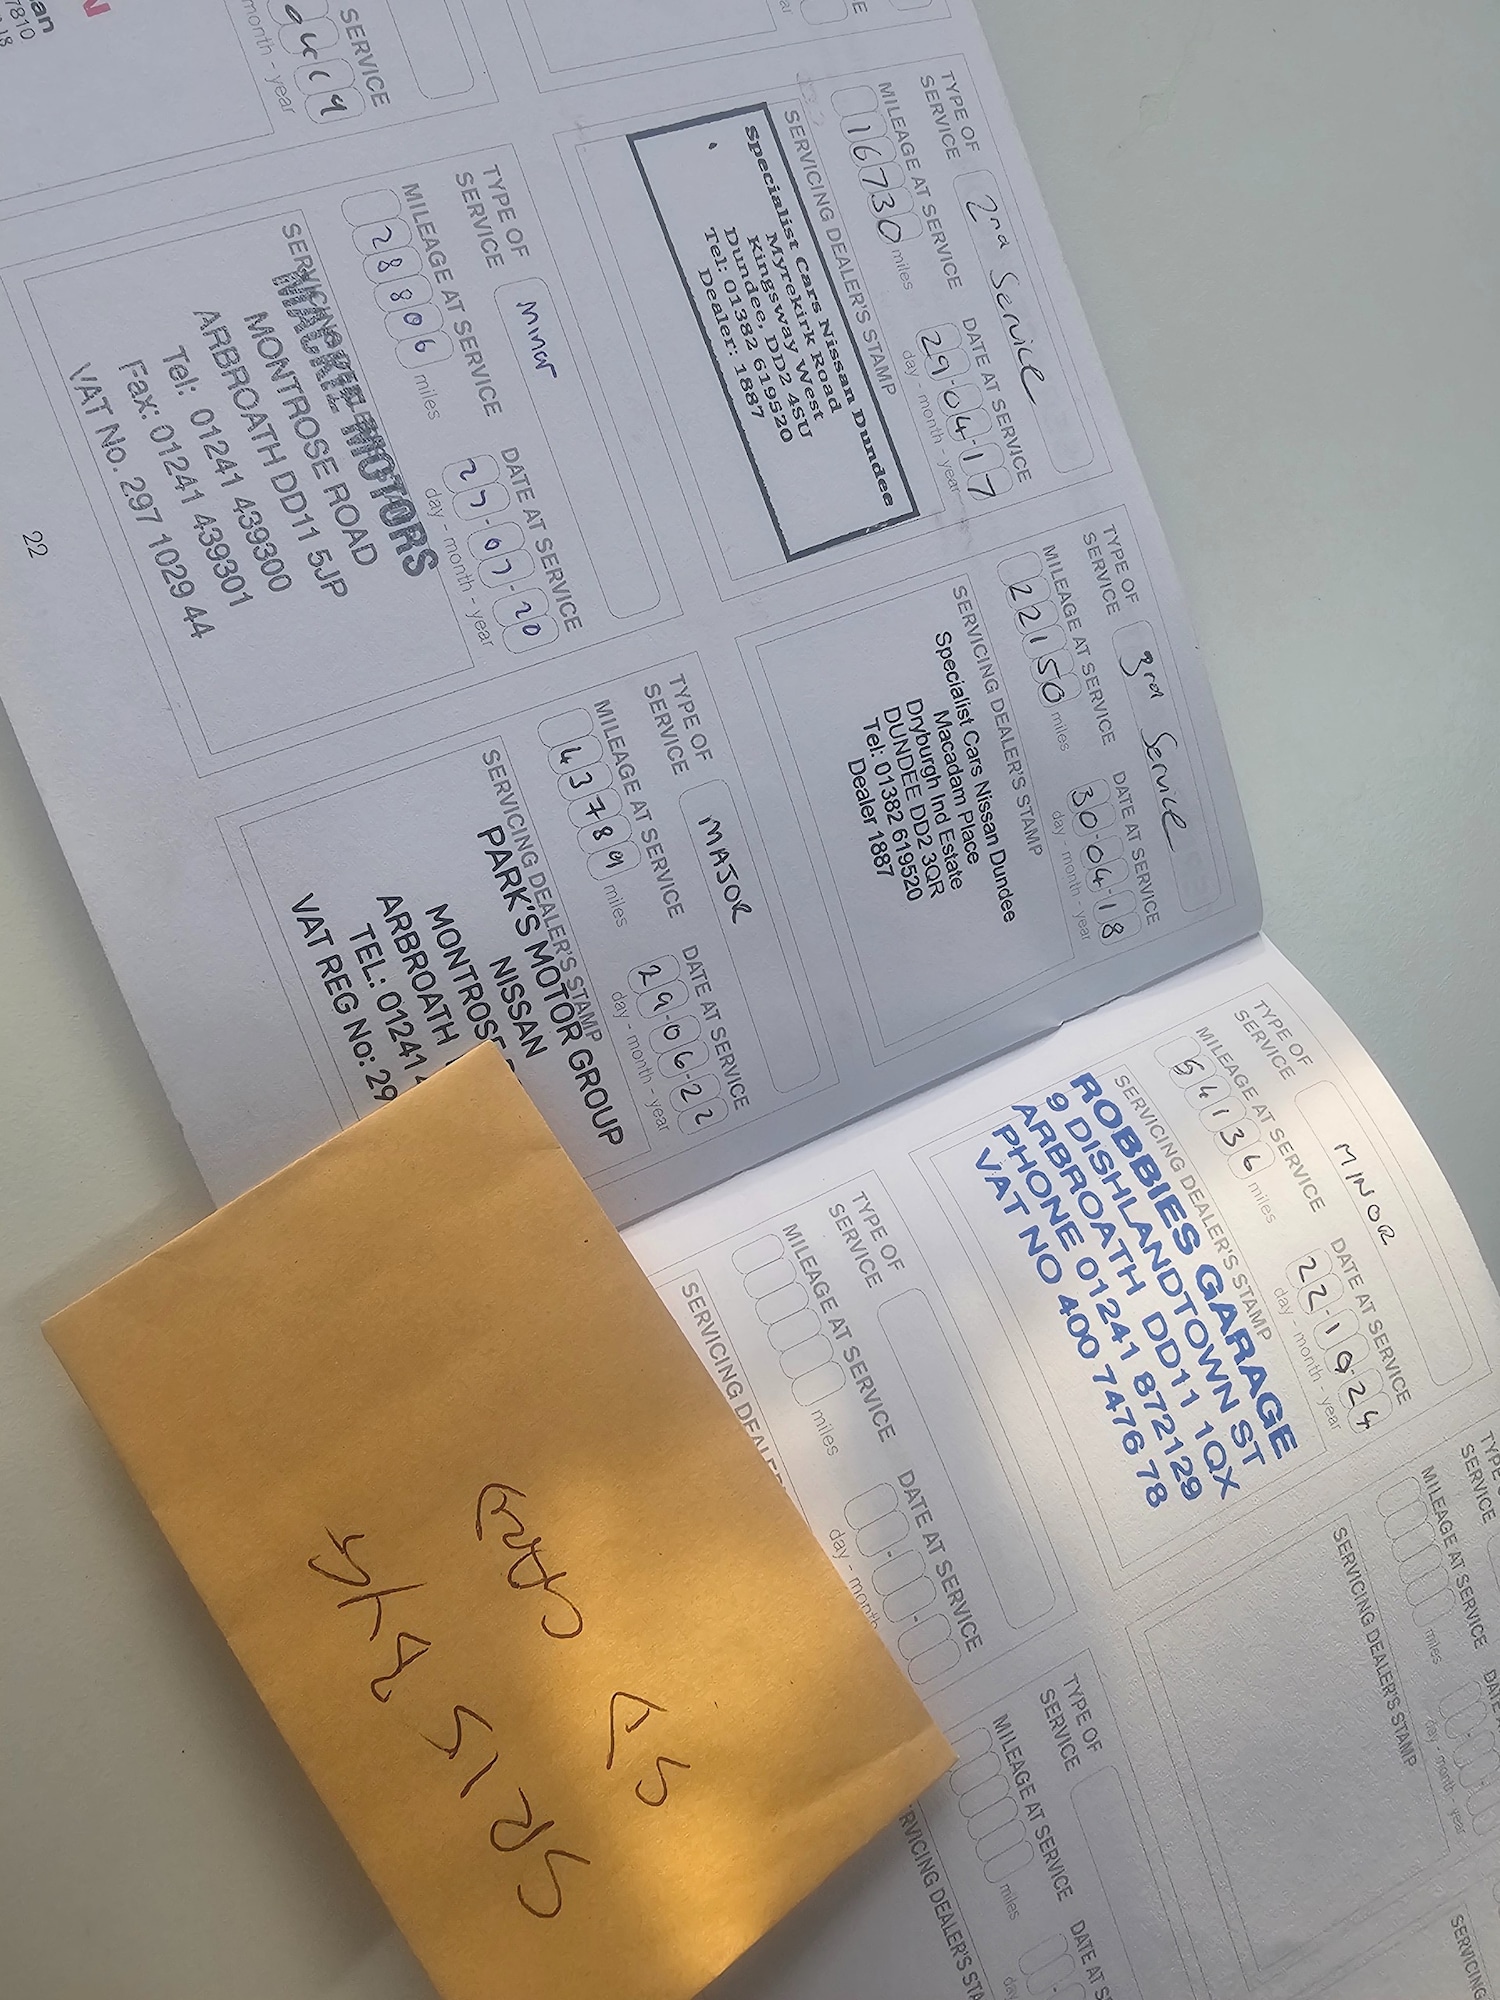 TYPE OF SERVICE 2nd Service
MILEAGE AT SERVICE DATE AT SERVICE
16730 miles 29-04-17
day - month - year
SERVICING DEALER'S STAMP
Specialist Cars Nissan Dundee
Myrekirk Road
Kingsway West
Dundee, DD2 4SU
Tel: 01382 619520
Dealer: 1887
TYPE OF SERVICE 3rd Service
MILEAGE AT SERVICE DATE AT SERVICE
22150 miles 30-04-18
day - month - year
SERVICING DEALER'S STAMP
Specialist Cars Nissan Dundee
Macadam Place
Dryburgh Ind Estate
DUNDEE DD2 3QR
Tel: 01382 619520
Dealer 1887
SERVICE
04 19
month - year
TYPE OF SERVICE minor
MILEAGE AT SERVICE DATE AT SERVICE
28806 miles 27-07-20
day - month - year
MACKIE MOTORS
MONTROSE ROAD
ARBROATH DD11 5JP
Tel: 01241 439300
Fax: 01241 439301
VAT No. 297 1029 44
TYPE OF SERVICE MAJOR
MILEAGE AT SERVICE DATE AT SERVICE
43789 miles 29-06-22
day - month - year
SERVICING DEALER'S STAMP
PARK'S MOTOR GROUP
NISSAN
MONTROSE
ARBROATH
TEL: 01241
VAT REG No: 29
22
TYPE OF SERVICE MINOR
MILEAGE AT SERVICE DATE AT SERVICE
54136 miles 22-10-24
day - month - year
SERVICING DEALER'S STAMP
ROBBIES GARAGE
9 DISHLANDTOWN ST
ARBROATH DD11 1QX
PHONE 01241 872129
VAT NO 400 7476 78
TYPE OF SERVICE
MILEAGE AT SERVICE
miles
SERVICING DEALER'S STAMP
TYPE OF SERVICE
MILEAGE AT SERVICE DATE AT SERVICE
miles day - month
SERVICING DEALER
TYPE OF SERVICE
MILEAGE AT SERVICE
miles